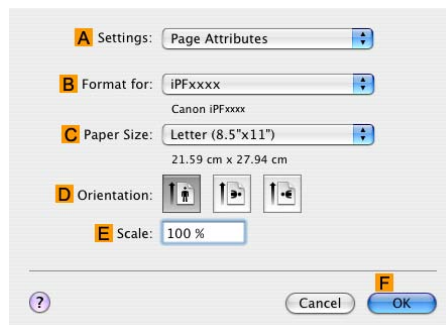 A Settings: Page Attributes
B Format for: iPFxxxx
Canon iPFxxxx
C Paper Size: Letter (8.5"x11")
21.59 cm x 27.94 cm
D Orientation:
E Scale: 100 %
F
? Cancel OK